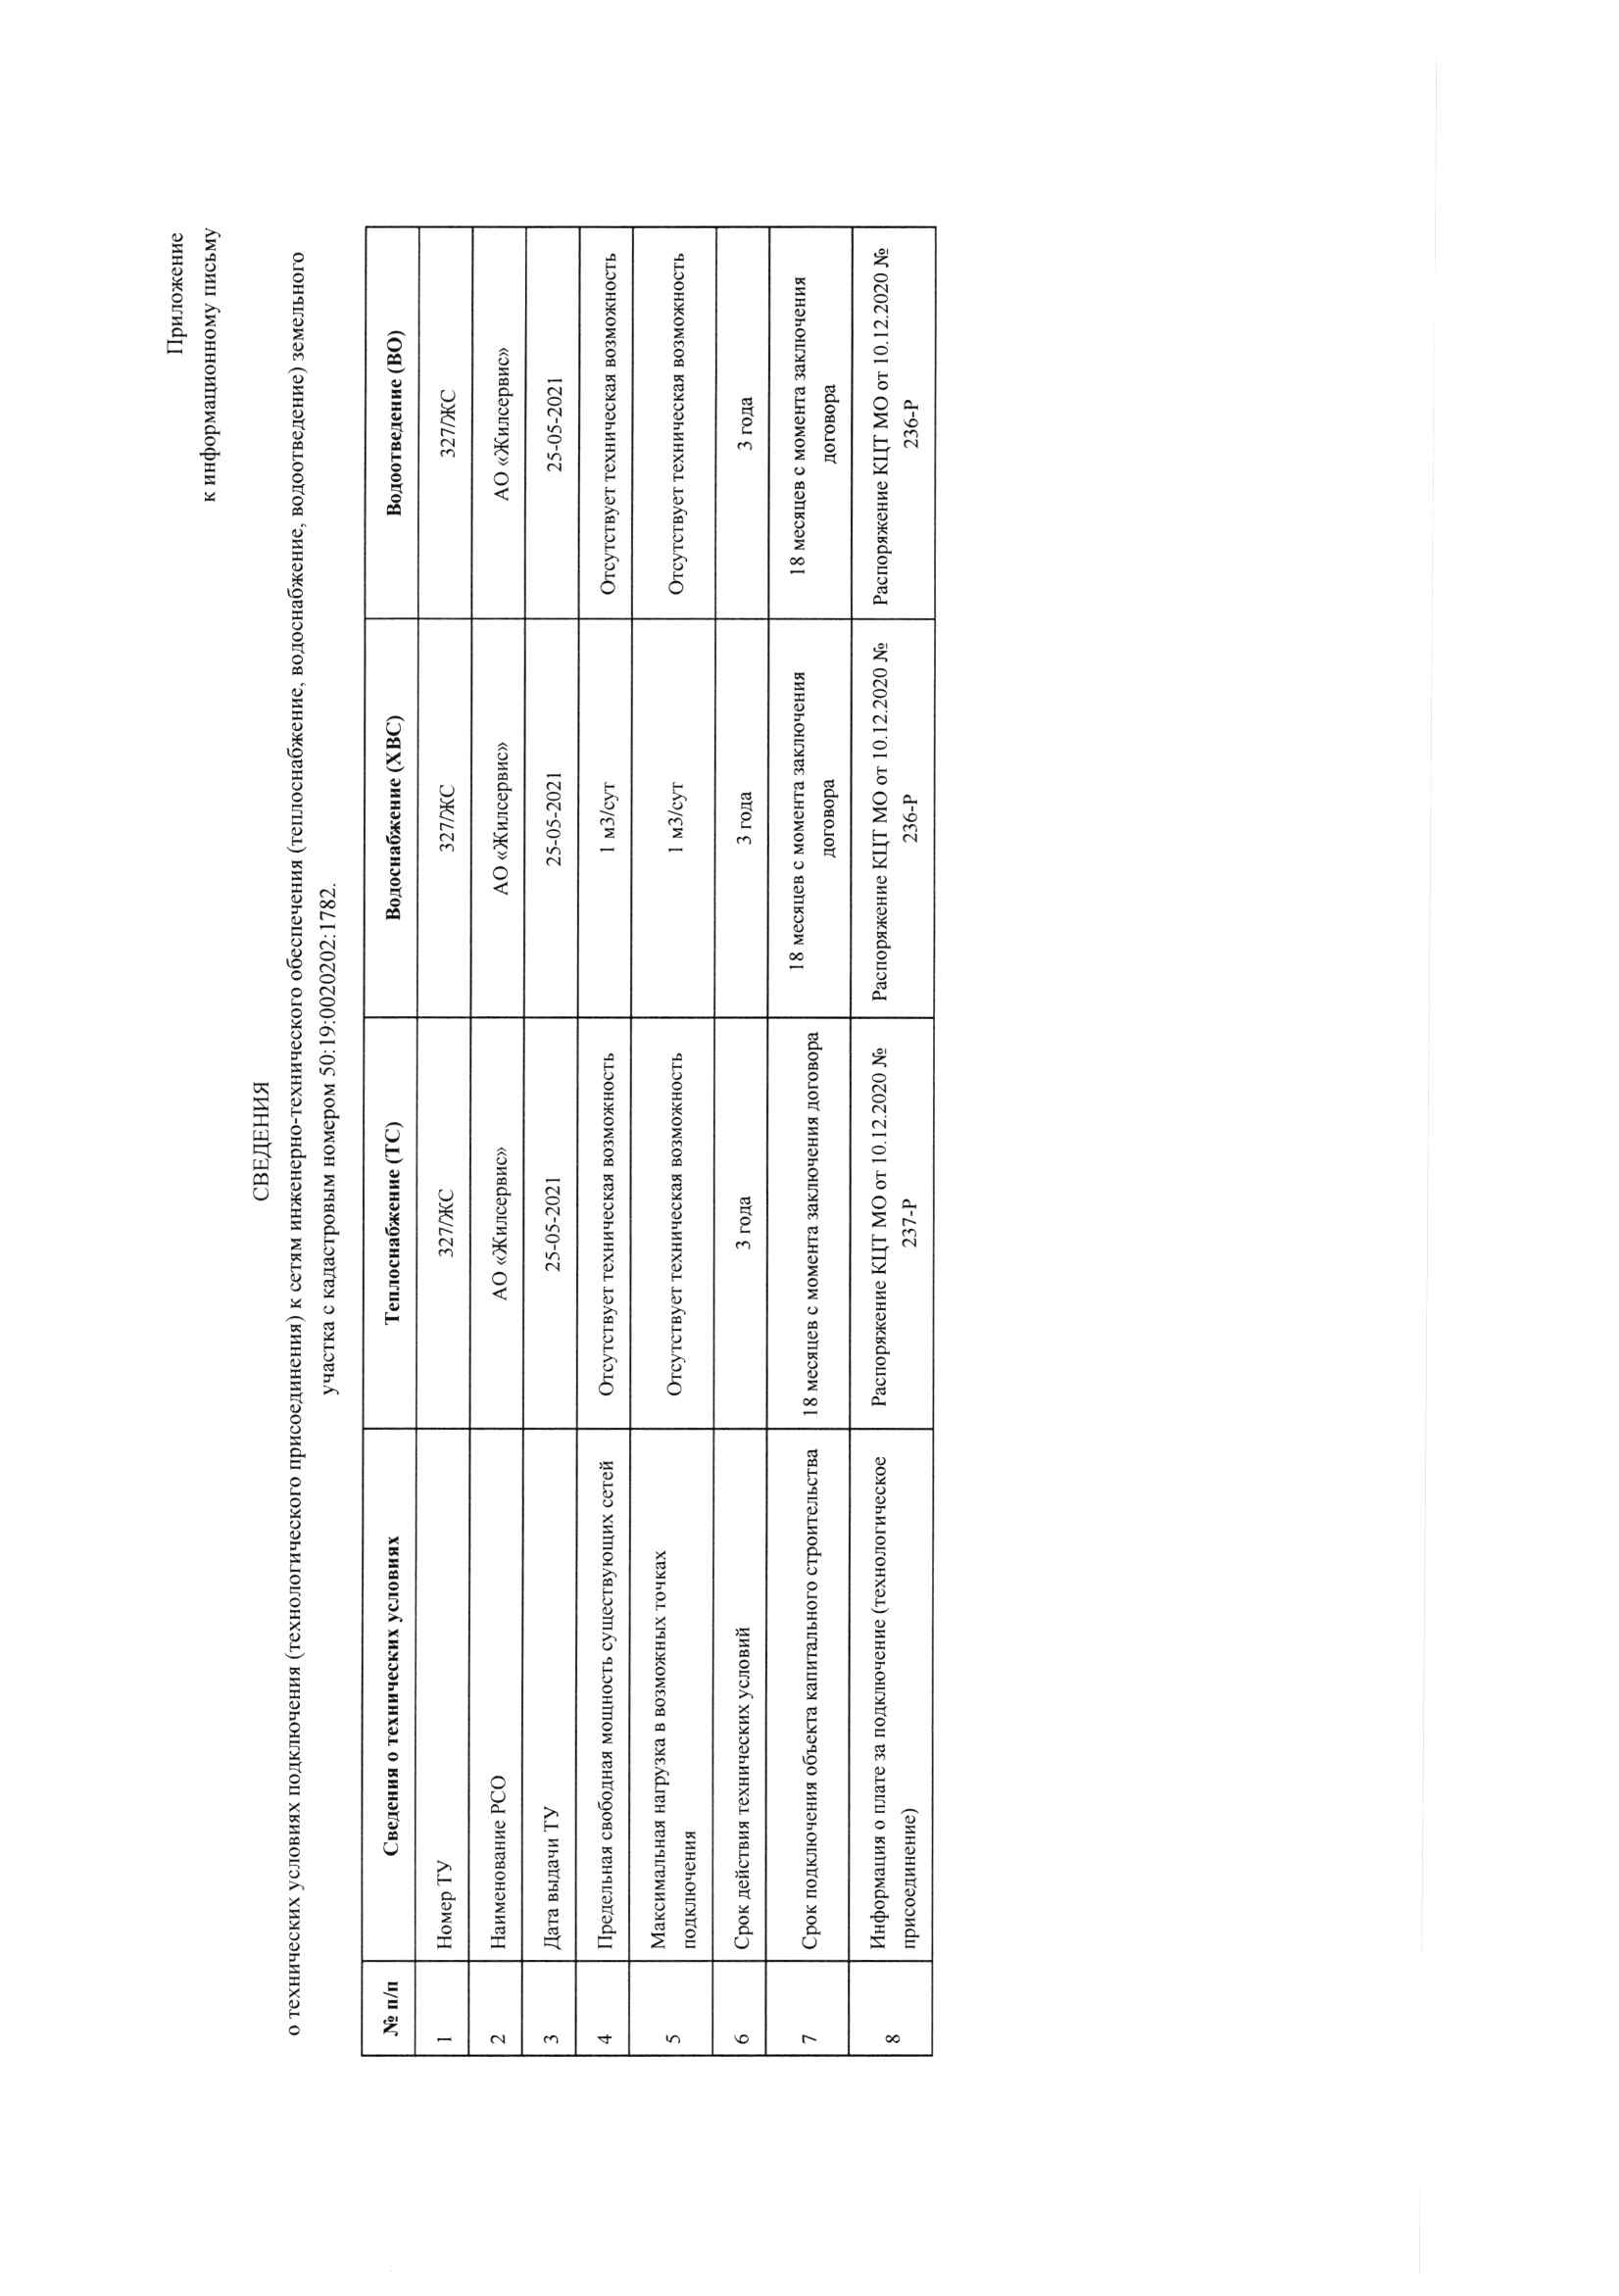 Приложение
к информационному письму
СВЕДЕНИЯ
о технических условиях подключения (технологического присоединения) к сетям инженерно-технического обеспечения (теплоснабжение, водоснабжение, водоотведение) земельного
участка с кадастровым номером 50:19:0020202:1782.
№ п/п Сведения о технических условиях Теплоснабжение (ТС) Водоснабжение (ХВС) Водоотведение (ВО)
1 Номер ТУ 327/ЖС 327/ЖС 327/ЖС
2 Наименование РСО АО «Жилсервис» АО «Жилсервис» АО «Жилсервис»
3 Дата выдачи ТУ 25-05-2021 25-05-2021 25-05-2021
4 Предельная свободная мощность существующих сетей Отсутствует техническая возможность 1 м3/сут Отсутствует техническая возможность
5 Максимальная нагрузка в возможных точках
подключения Отсутствует техническая возможность 1 м3/сут Отсутствует техническая возможность
6 Срок действия технических условий 3 года 3 года 3 года
7 Срок подключения объекта капитального строительства 18 месяцев с момента заключения договора 18 месяцев с момента заключения
договора 18 месяцев с момента заключения
договора
8 Информация о плате за подключение (технологическое
присоединение) Распоряжение КЦТ МО от 10.12.2020 №
237-Р Распоряжение КЦТ МО от 10.12.2020 №
236-Р Распоряжение КЦТ МО от 10.12.2020 №
236-Р